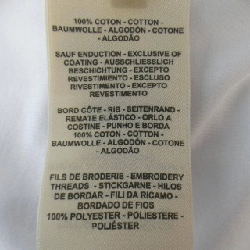 100% COTON - COTTON -
BAUMWOLLE - ALGODÓN - COTONE
- ALGODÃO
SAUF ENDUCTION - EXCLUSIVE OF
COATING - AUSSCHLIESSLICH
BESCHICHTUNG - EXCEPTO
REVESTIMIENTO - ESCLUSO
RIVESTIMENTO - EXCEPTO
REVESTIMENTO
BORD CÔTE - RIB - SEITENRAND -
REMATE ELÁSTICO - ORLO A
COSTINE - PUNHO E BORDA
100% COTON - COTTON -
BAUMWOLLE - ALGODÓN - COTONE
- ALGODÃO
FILS DE BRODERIE - EMBROIDERY
THREADS - STICKGARNE - HILOS
DE BORDAR - FILI DA RICAMO -
BORDADO DE FIOS
100% POLYESTER - POLIESTERE -
POLIÉSTER